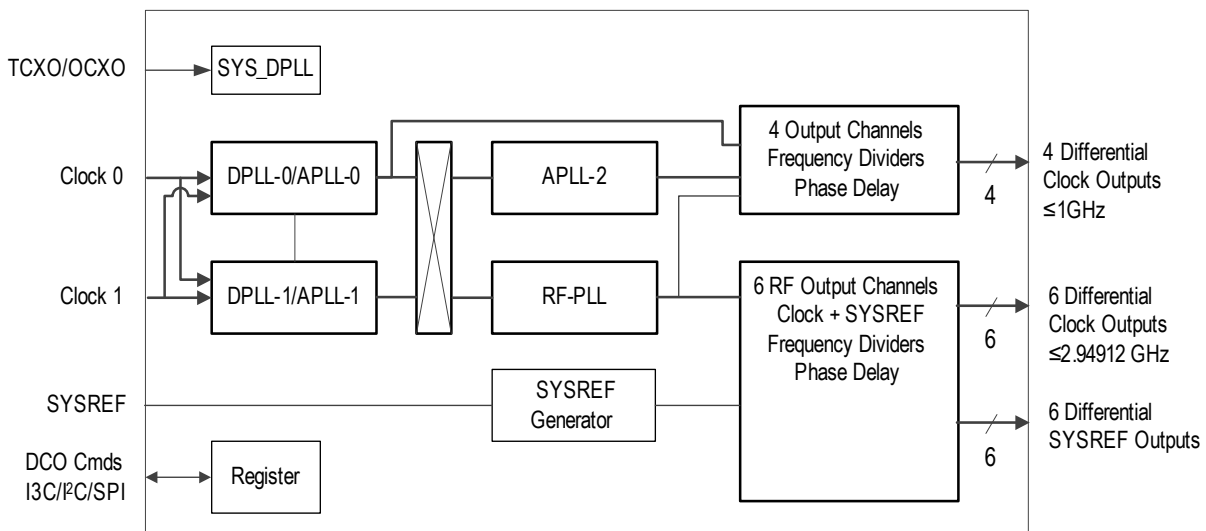 TCXO/OCXO
SYS_DPLL
Clock 0
DPLL-0/APLL-0
APLL-2
4 Output Channels
Frequency Dividers
Phase Delay
4
4 Differential
Clock Outputs
≤1GHz
Clock 1
DPLL-1/APLL-1
RF-PLL
6 RF Output Channels
Clock + SYSREF
Frequency Dividers
Phase Delay
6
6 Differential
Clock Outputs
≤2.94912 GHz
SYSREF
SYSREF
Generator
6
6 Differential
SYSREF Outputs
DCO Cmds
I3C/I²C/SPI
Register